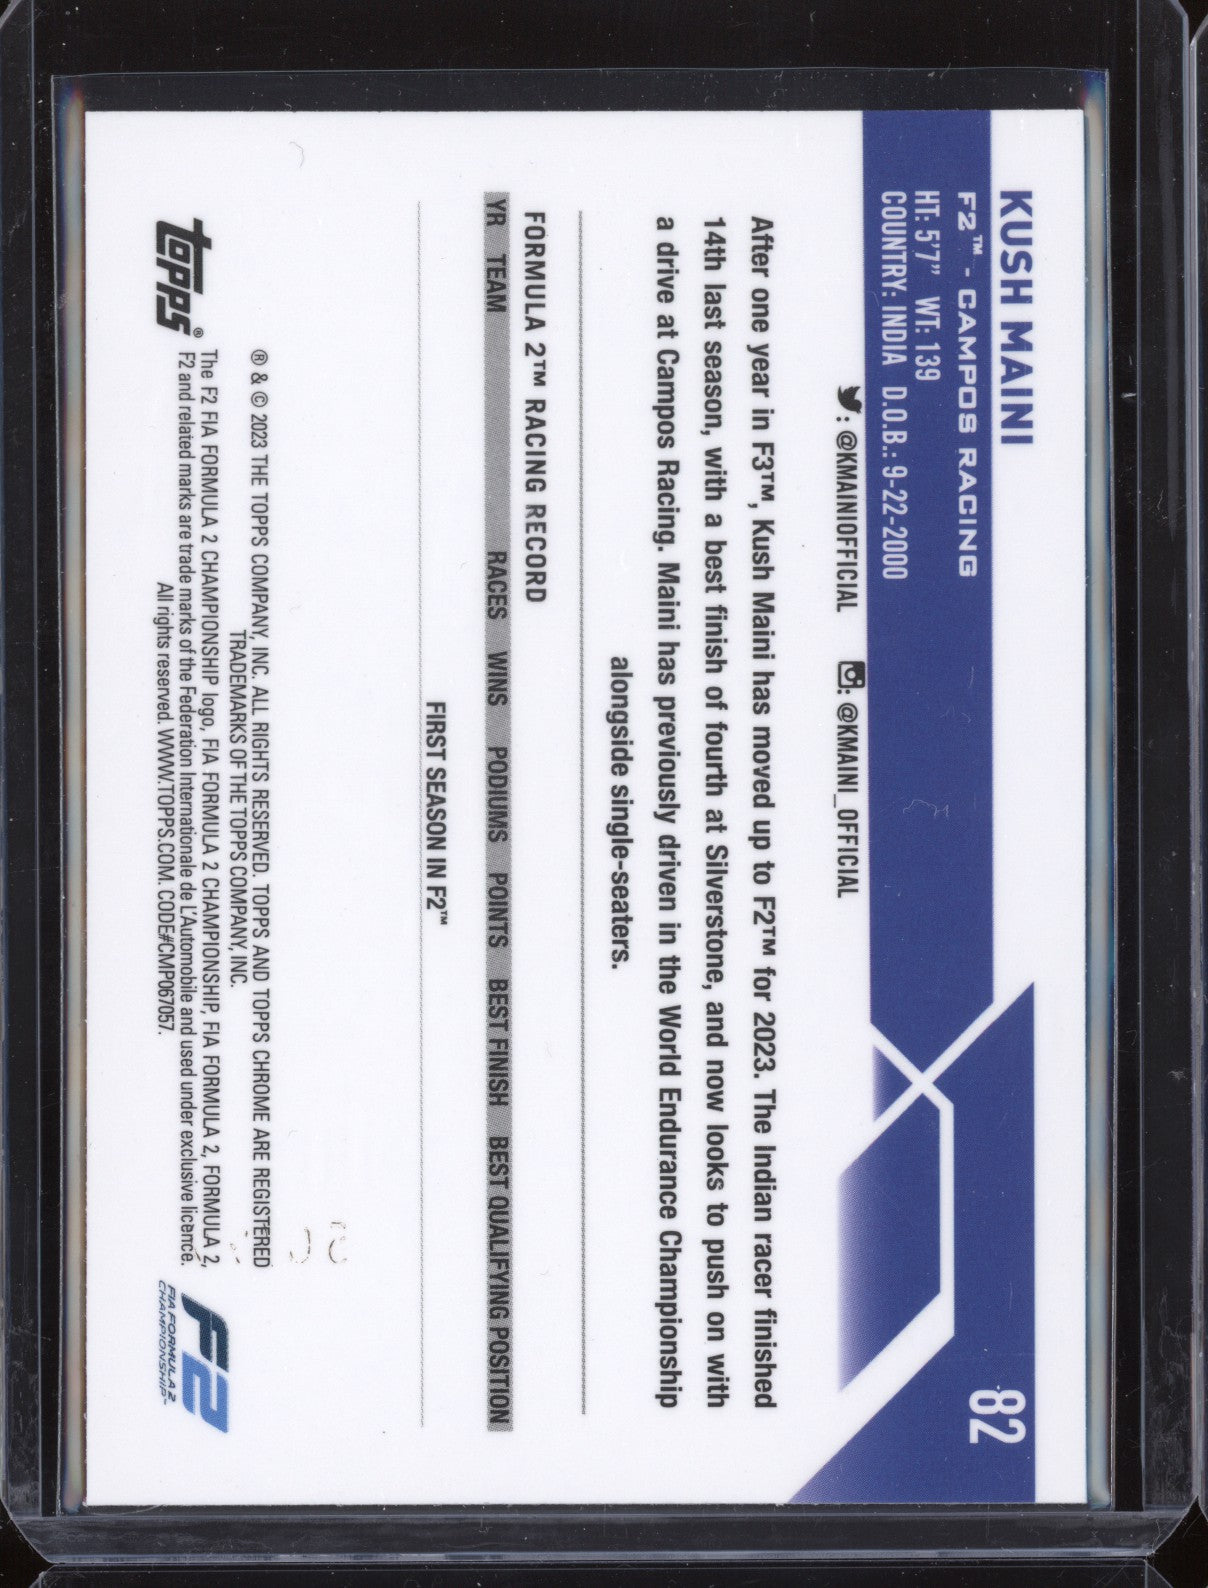 KUSH MAINI
82
F2™ - CAMPOS RACING
HT: 5'7" WT: 139
COUNTRY: INDIA D.O.B.: 9-22-2000
: @KMAINIOFFICIAL : @KMAINI_OFFICIAL
After one year in F3™, Kush Maini has moved up to F2™ for 2023. The Indian racer finished
14th last season, with a best finish of fourth at Silverstone, and now looks to push on with
a drive at Campos Racing. Maini has previously driven in the World Endurance Championship
alongside single-seaters.
FORMULA 2™ RACING RECORD
YR TEAM RACES WINS PODIUMS POINTS BEST FINISH BEST QUALIFYING POSITION
FIRST SEASON IN F2™
® & © 2023 THE TOPPS COMPANY, INC. ALL RIGHTS RESERVED. TOPPS AND TOPPS CHROME ARE REGISTERED
TRADEMARKS OF THE TOPPS COMPANY, INC.
The F2 FIA FORMULA 2 CHAMPIONSHIP logo, FIA FORMULA 2 CHAMPIONSHIP, FIA FORMULA 2, FORMULA 2,
F2 and related marks are trade marks of the Federation Internationale de L'Automobile and used under exclusive licence.
All rights reserved. WWW.TOPPS.COM. CODE#CMP067057.
topps®
F2
FIA FORMULA 2
CHAMPIONSHIP™